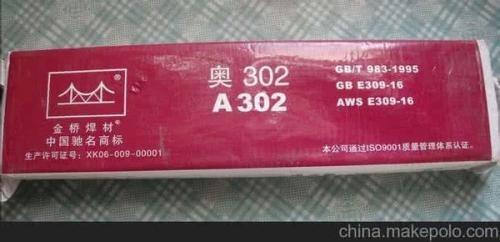 金桥焊材
中国驰名商标
生产许可证号：XK06-009-00001
奥 302
A 302
GB/T 983-1995
GB E309-16
AWS E309-16
本公司通过ISO9001质量管理体系认证。
china.makepolo.com